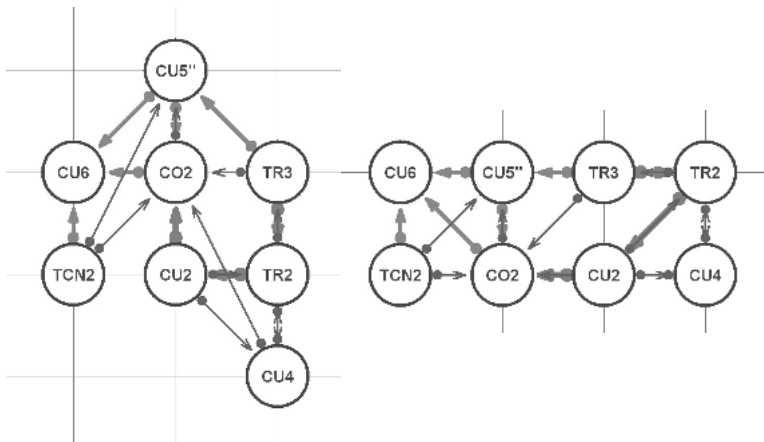 CU5"
CU6 CO2 TR3
TCN2 CU2 TR2
CU4
CU6 CU5" TR3 TR2
TCN2 CO2 CU2 CU4